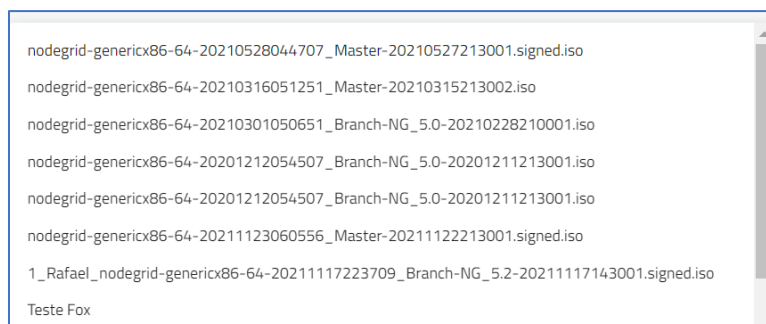 nodegrid-genericx86-64-20210528044707_Master-20210527213001.signed.iso
nodegrid-genericx86-64-20210316051251_Master-20210315213002.iso
nodegrid-genericx86-64-20210301050651_Branch-NG_5.0-20210228210001.iso
nodegrid-genericx86-64-20201212054507_Branch-NG_5.0-20201211213001.iso
nodegrid-genericx86-64-20201212054507_Branch-NG_5.0-20201211213001.iso
nodegrid-genericx86-64-20211123060556_Master-20211122213001.signed.iso
1_Rafael_nodegrid-genericx86-64-20211117223709_Branch-NG_5.2-20211117143001.signed.iso
Teste Fox